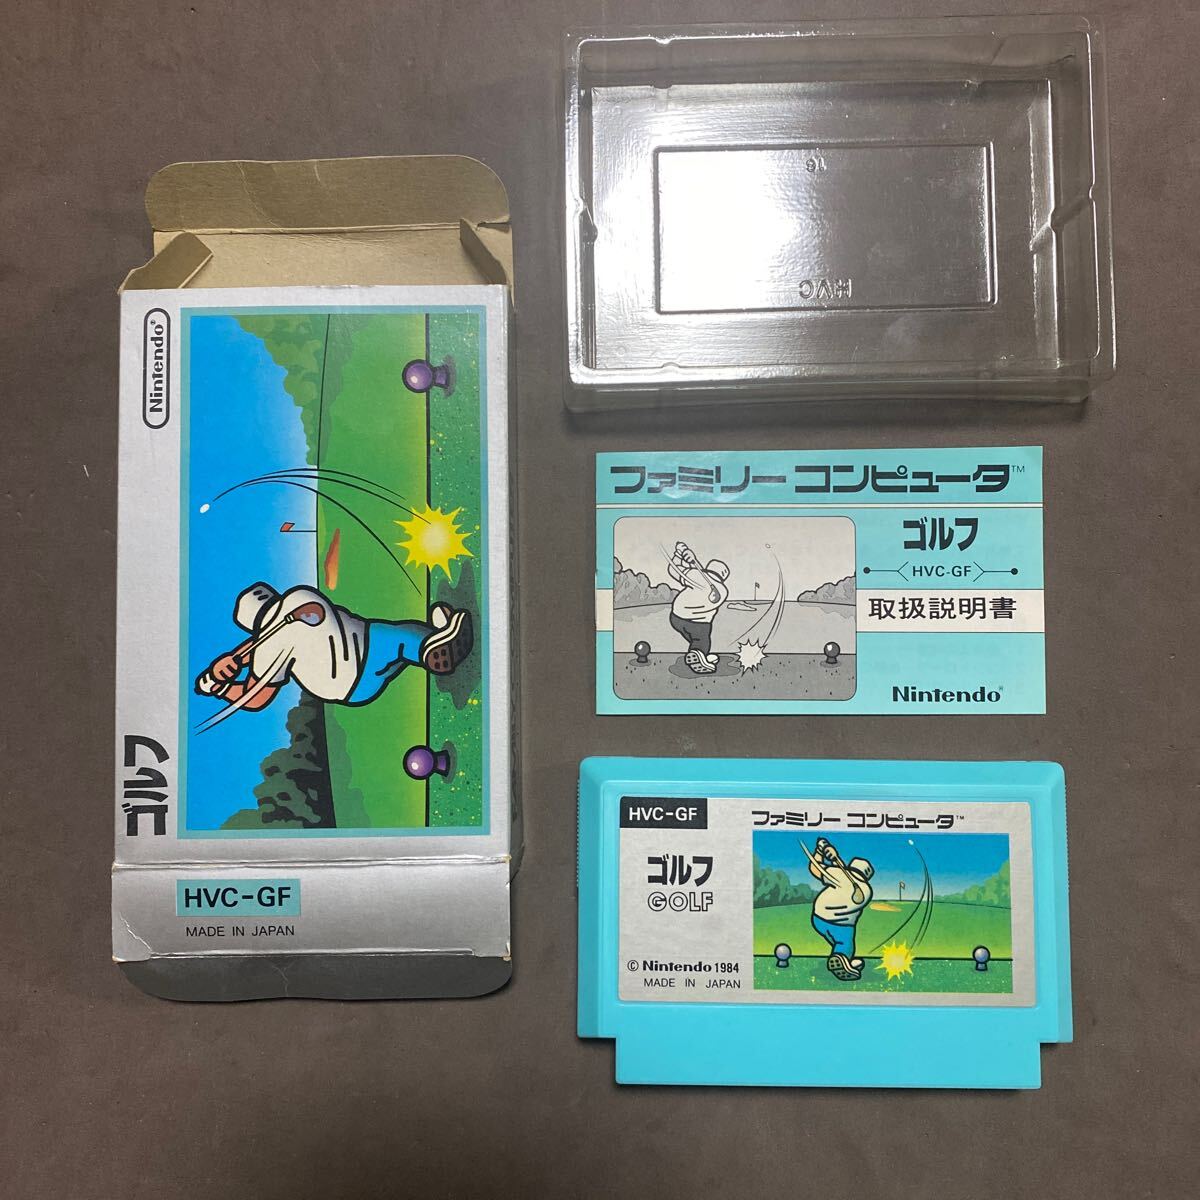 Nintendo®
ゴルフ
HVC-GF
MADE IN JAPAN
16
HVC
ファミリー コンピュータ™
ゴルフ
HVC-GF
取扱説明書
Nintendo®
HVC-GF
ファミリー コンピュータ™
ゴルフ
GOLF
© Nintendo 1984
MADE IN JAPAN